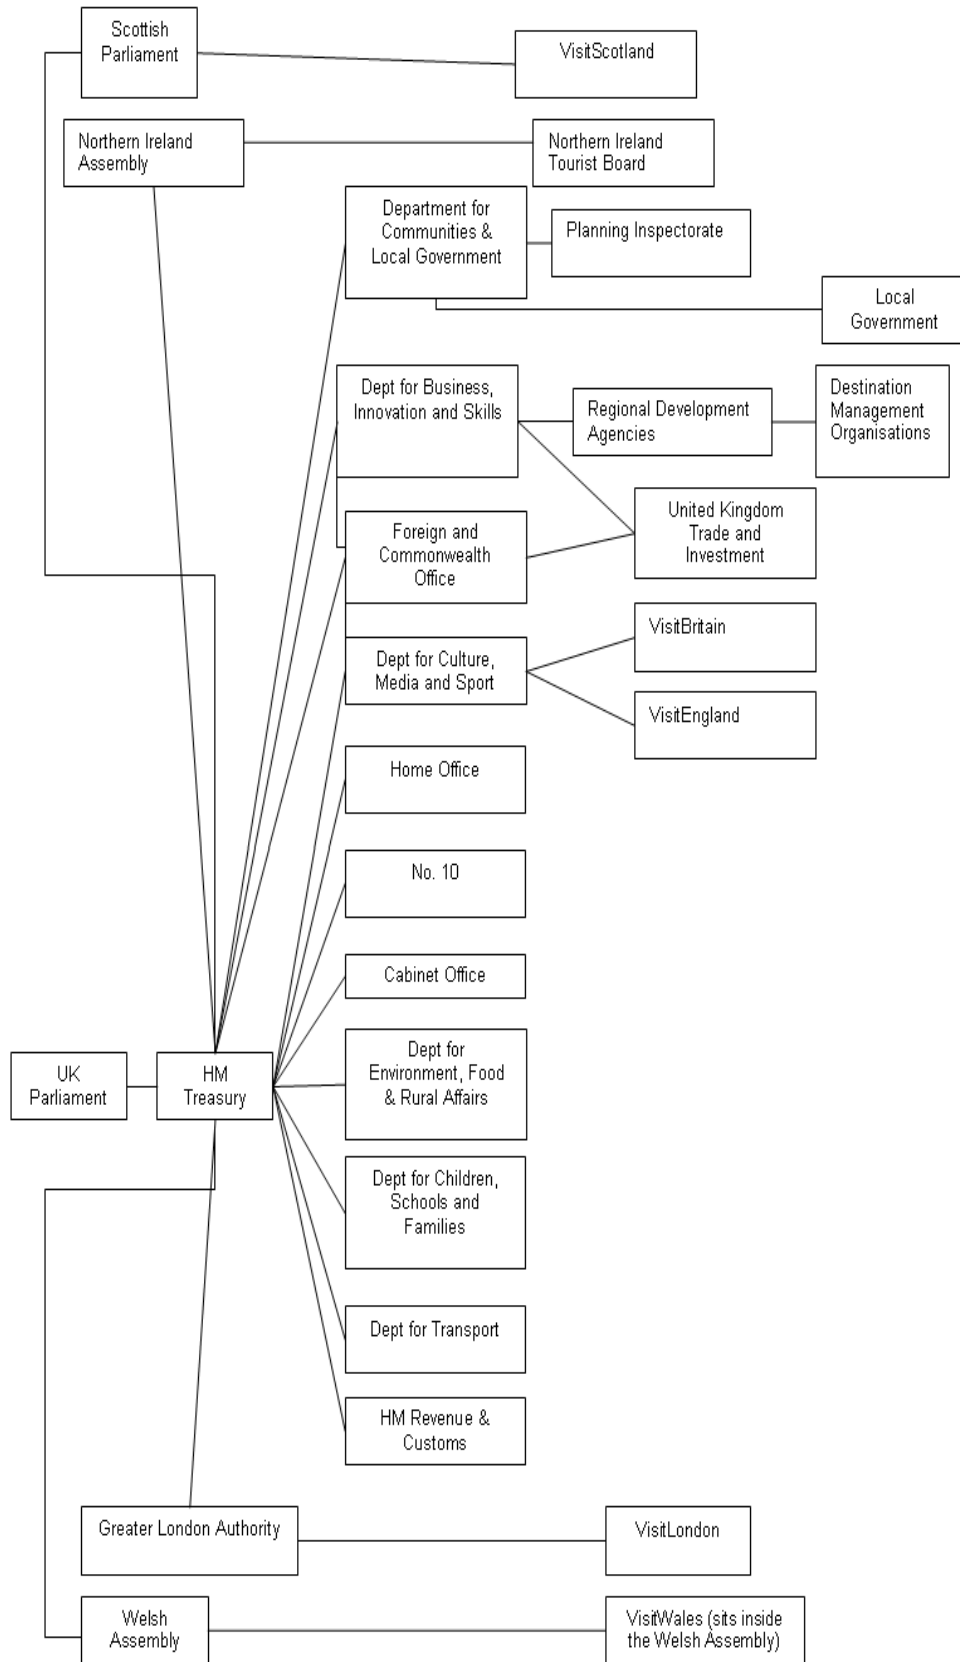 Scottish
Parliament
VisitScotland
Northern Ireland
Assembly
Northern Ireland
Tourist Board
Department for
Communities &
Local Government
Planning Inspectorate
Local
Government
Dept for Business,
Innovation and Skills
Regional Development
Agencies
Destination
Management
Organisations
Foreign and
Commonwealth
Office
United Kingdom
Trade and
Investment
Dept for Culture,
Media and Sport
VisitBritain
VisitEngland
Home Office
No. 10
Cabinet Office
UK
Parliament
HM
Treasury
Dept for
Environment, Food
& Rural Affairs
Dept for Children,
Schools and
Families
Dept for Transport
HM Revenue &
Customs
Greater London Authority
VisitLondon
Welsh
Assembly
VisitWales (sits inside
the Welsh Assembly)